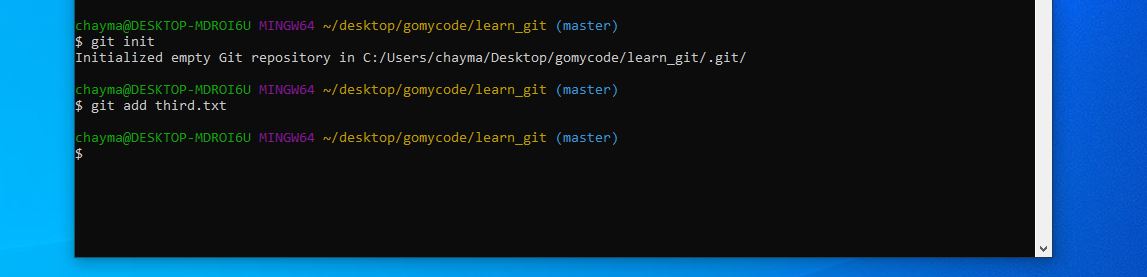 chayma@DESKTOP-MDROI6U MINGW64 ~/desktop/gomycode/learn_git (master)
$ git init
Initialized empty Git repository in C:/Users/chayma/Desktop/gomycode/learn_git/.git/
chayma@DESKTOP-MDROI6U MINGW64 ~/desktop/gomycode/learn_git (master)
$ git add third.txt
chayma@DESKTOP-MDROI6U MINGW64 ~/desktop/gomycode/learn_git (master)
$